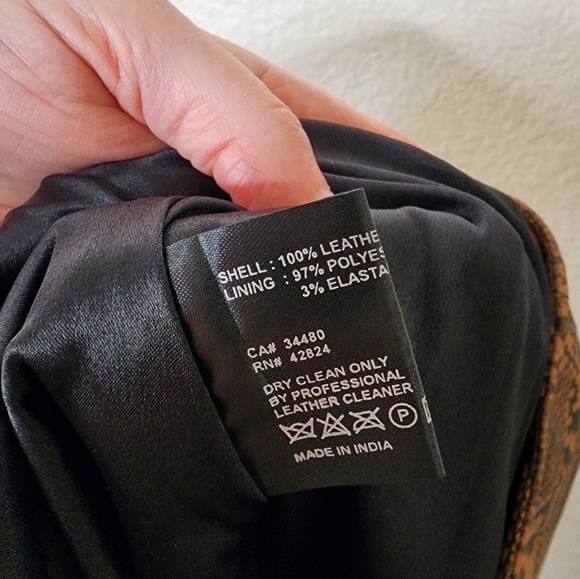 SHELL : 100% LEATHE
LINING : 97% POLYES
3% ELASTA
CA# 34480
RN# 42824
DRY CLEAN ONLY
BY PROFESSIONAL
LEATHER CLEANER
P
MADE IN INDIA